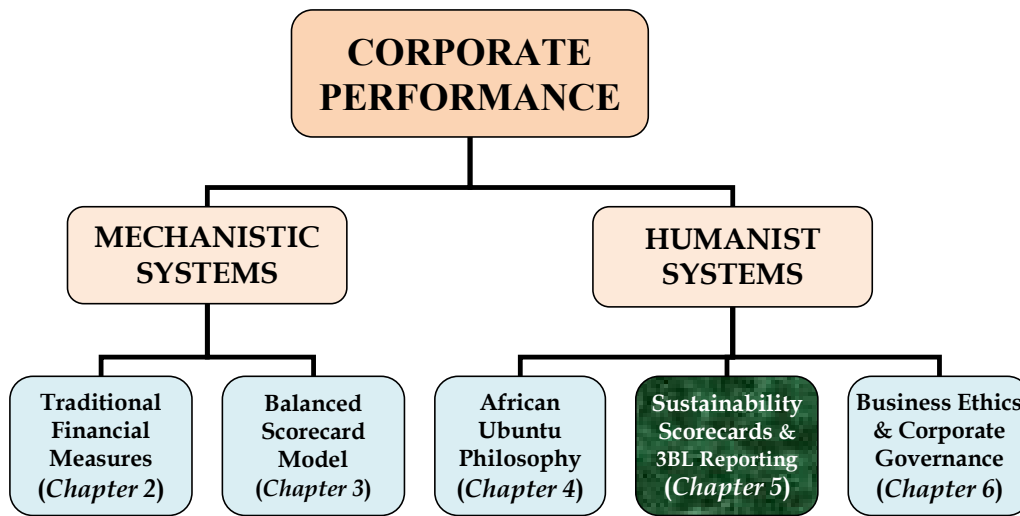 CORPORATE
PERFORMANCE
MECHANISTIC
SYSTEMS
HUMANIST
SYSTEMS
Traditional
Financial
Measures
(Chapter 2)
Balanced
Scorecard
Model
(Chapter 3)
African
Ubuntu
Philosophy
(Chapter 4)
Sustainability
Scorecards &
3BL Reporting
(Chapter 5)
Business Ethics
& Corporate
Governance
(Chapter 6)